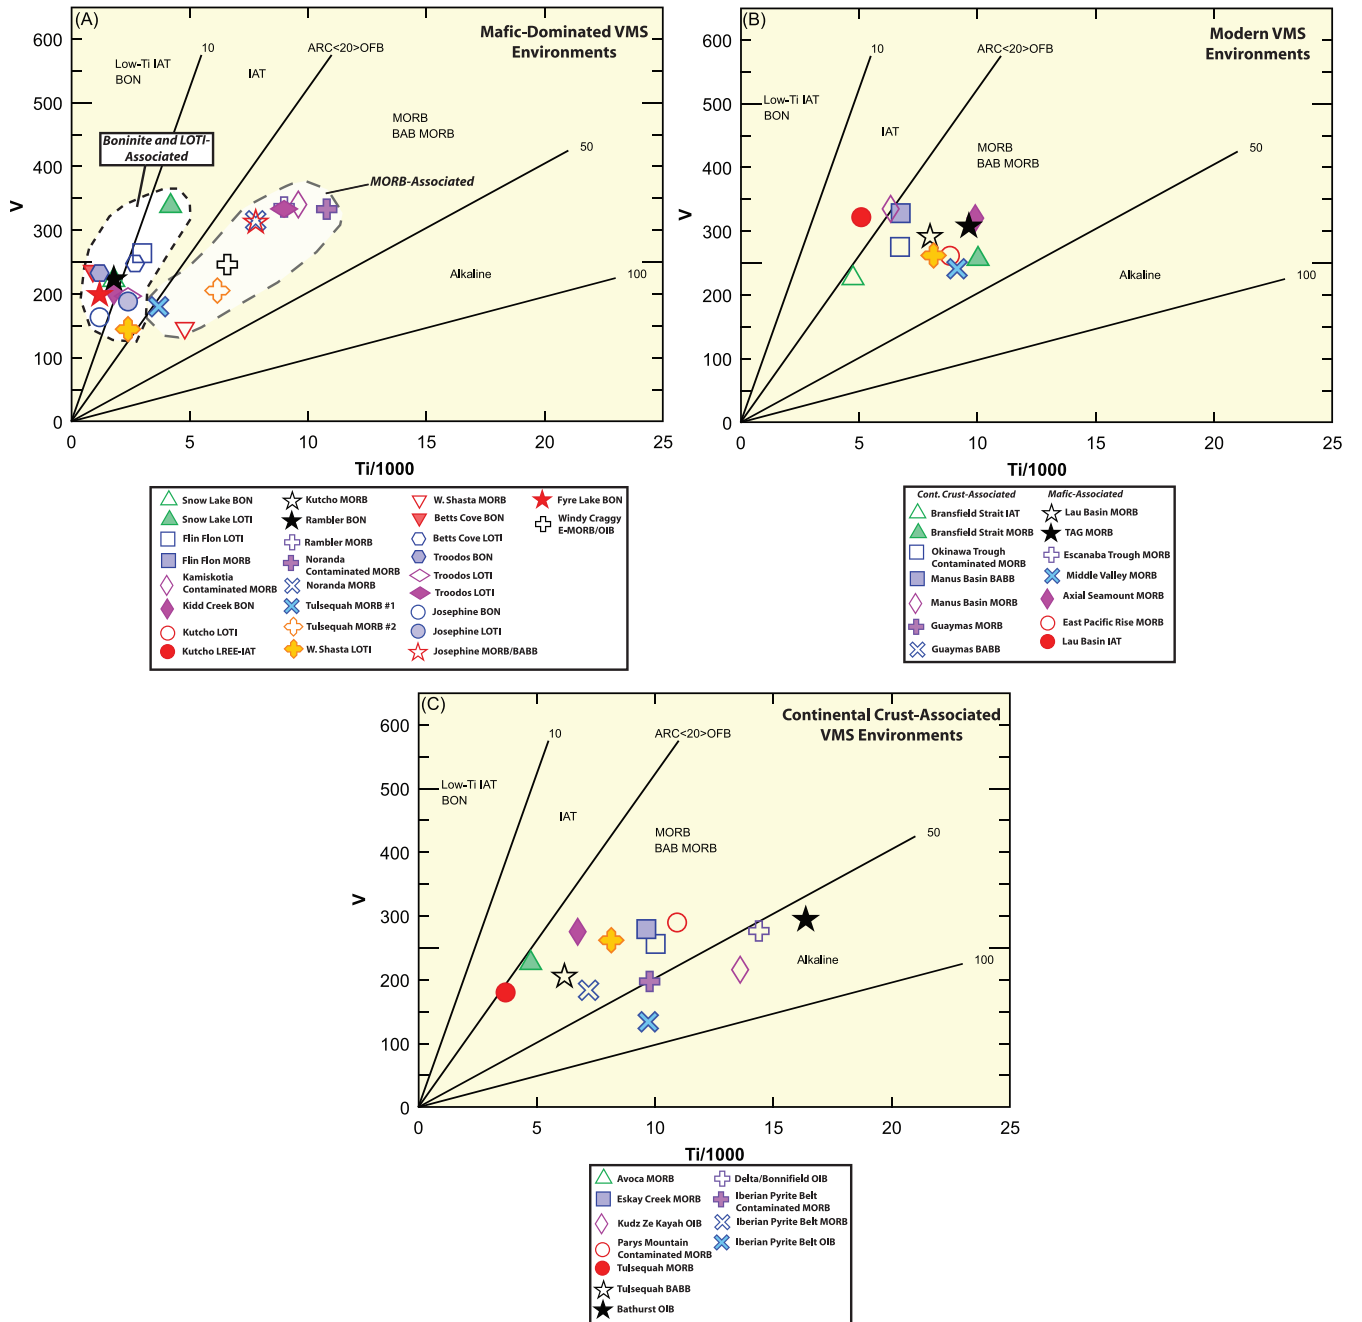 (A)
Mafic-Dominated VMS
Environments
600
500
400
300
200
100
0
V
0
5
10
15
20
25
Ti/1000
10
ARC<20>OFB
Low-Ti IAT
BON
IAT
MORB
BAB MORB
50
Boninite and LOTI-
Associated
MORB-Associated
Alkaline
100
Snow Lake BON
Snow Lake LOTI
Flin Flon LOTI
Flin Flon MORB
Kamiskotia
Contaminated MORB
Kidd Creek BON
Kutcho LOTI
Kutcho LREE-IAT
Kutcho MORB
Rambler BON
Rambler MORB
Noranda
Contaminated MORB
Noranda MORB
Tulsequah MORB #1
Tulsequah MORB #2
W. Shasta LOTI
W. Shasta MORB
Betts Cove BON
Betts Cove LOTI
Troodos BON
Troodos LOTI
Troodos LOTI
Josephine BON
Josephine LOTI
Josephine MORB/BABB
Fyre Lake BON
Windy Craggy
E-MORB/OIB
(B)
Modern VMS
Environments
600
500
400
300
200
100
0
V
0
5
10
15
20
25
Ti/1000
10
ARC<20>OFB
Low-Ti IAT
BON
IAT
MORB
BAB MORB
50
Alkaline
100
Cont. Crust-Associated
Bransfield Strait IAT
Bransfield Strait MORB
Okinawa Trough
Contaminated MORB
Manus Basin BABB
Manus Basin MORB
Guaymas MORB
Guaymas BABB
Mafic-Associated
Lau Basin MORB
TAG MORB
Escanaba Trough MORB
Middle Valley MORB
Axial Seamount MORB
East Pacific Rise MORB
Lau Basin IAT
(C)
Continental Crust-Associated
VMS Environments
600
500
400
300
200
100
0
V
0
5
10
15
20
25
Ti/1000
10
ARC<20>OFB
Low-Ti IAT
BON
IAT
MORB
BAB MORB
50
Alkaline
100
Avoca MORB
Eskay Creek MORB
Kudz Ze Kayah OIB
Parys Mountain
Contaminated MORB
Tulsequah MORB
Tulsequah BABB
Bathurst OIB
Delta/Bonnifield OIB
Iberian Pyrite Belt
Contaminated MORB
Iberian Pyrite Belt MORB
Iberian Pyrite Belt OIB